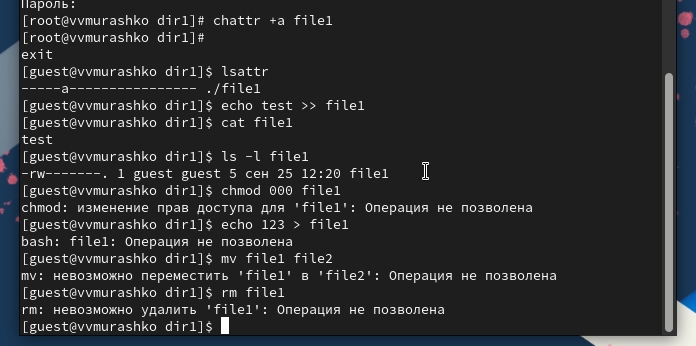 Пароль:
[root@vvmurashko dir1]# chattr +a file1
[root@vvmurashko dir1]#
exit
[guest@vvmurashko dir1]$ lsattr
-----a---------------- ./file1
[guest@vvmurashko dir1]$ echo test >> file1
[guest@vvmurashko dir1]$ cat file1
test
[guest@vvmurashko dir1]$ ls -l file1
-rw-------. 1 guest guest 5 сен 25 12:20 file1
[guest@vvmurashko dir1]$ chmod 000 file1
chmod: изменение прав доступа для 'file1': Операция не позволена
[guest@vvmurashko dir1]$ echo 123 > file1
bash: file1: Операция не позволена
[guest@vvmurashko dir1]$ mv file1 file2
mv: невозможно переместить 'file1' в 'file2': Операция не позволена
[guest@vvmurashko dir1]$ rm file1
rm: невозможно удалить 'file1': Операция не позволена
[guest@vvmurashko dir1]$